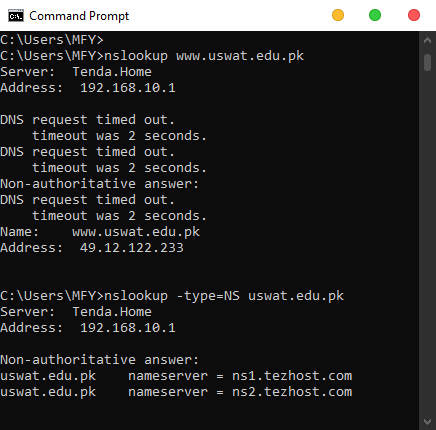 Command Prompt
C:\Users\MFY>
C:\Users\MFY>nslookup www.uswat.edu.pk
Server:  Tenda.Home
Address:  192.168.10.1

DNS request timed out.
    timeout was 2 seconds.
DNS request timed out.
    timeout was 2 seconds.
Non-authoritative answer:
DNS request timed out.
    timeout was 2 seconds.
Name:    www.uswat.edu.pk
Address:  49.12.122.233

C:\Users\MFY>nslookup -type=NS uswat.edu.pk
Server:  Tenda.Home
Address:  192.168.10.1

Non-authoritative answer:
uswat.edu.pk    nameserver = ns1.tezhost.com
uswat.edu.pk    nameserver = ns2.tezhost.com